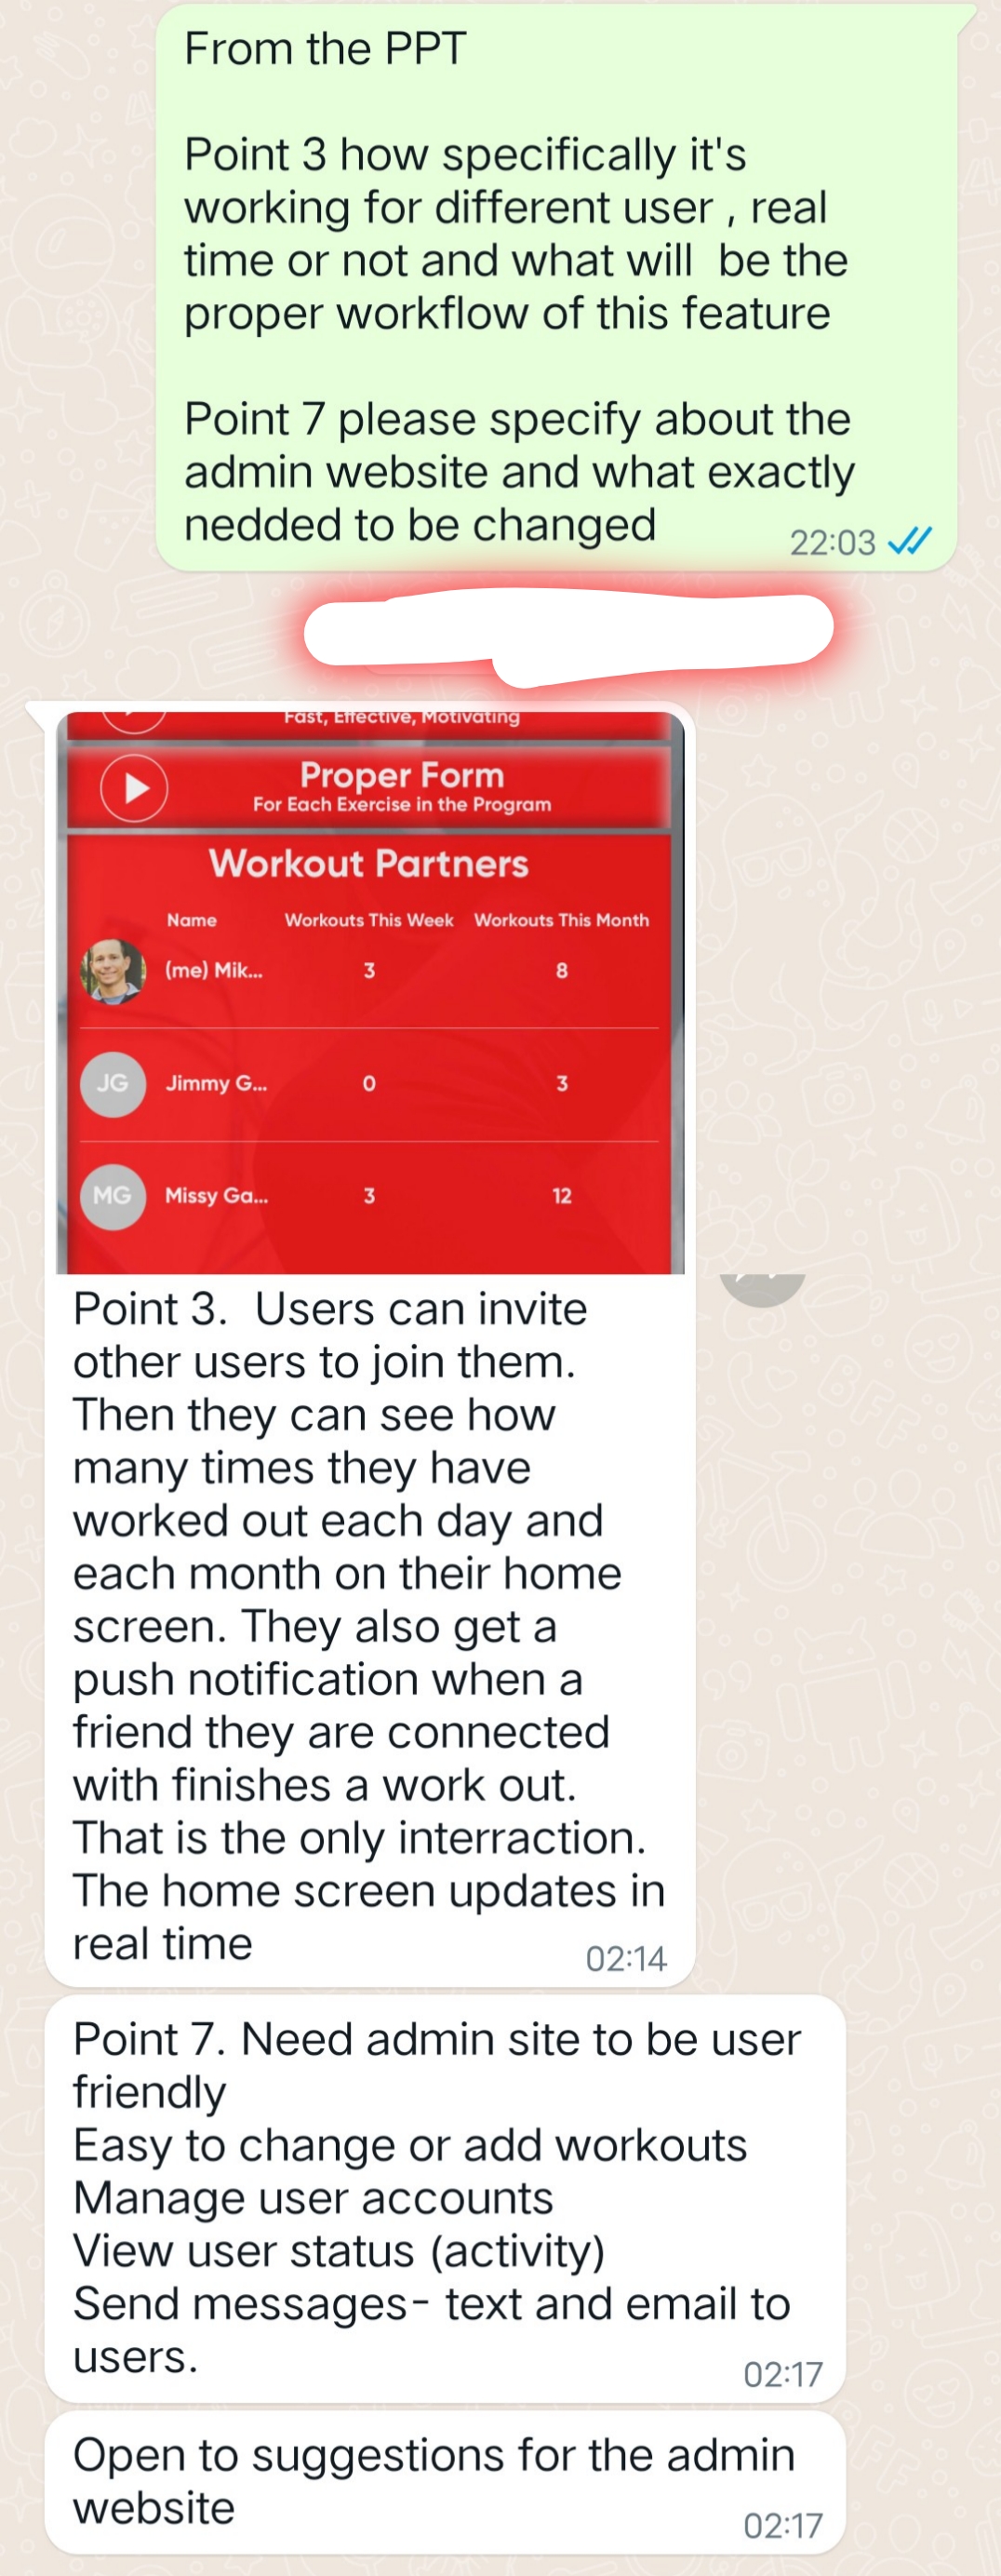 From the PPT
Point 3 how specifically it's
working for different user , real
time or not and what will  be the
proper workflow of this feature
Point 7 please specify about the
admin website and what exactly
nedded to be changed
22:03
Fast, Effective, Motivating
Proper Form
For Each Exercise in the Program
Workout Partners
Name Workouts This Week Workouts This Month
(me) Mik... 3 8
JG Jimmy G... 0 3
MG Missy Ga... 3 12
Point 3.  Users can invite
other users to join them.
Then they can see how
many times they have
worked out each day and
each month on their home
screen. They also get a
push notification when a
friend they are connected
with finishes a work out.
That is the only interraction.
The home screen updates in
real time
02:14
Point 7. Need admin site to be user
friendly
Easy to change or add workouts
Manage user accounts
View user status (activity)
Send messages- text and email to
users.
02:17
Open to suggestions for the admin
website
02:17